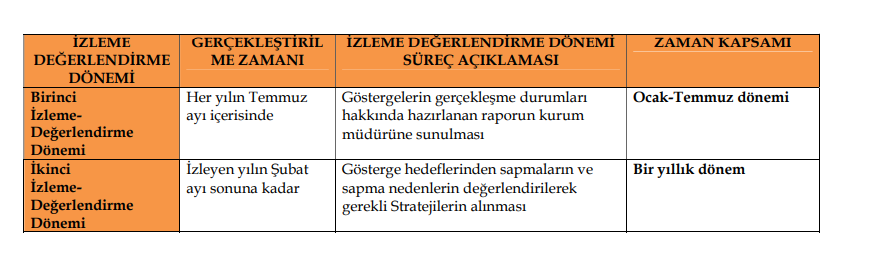 İZLEME
DEĞERLENDİRME
DÖNEMİ
GERÇEKLEŞTİRİL
ME ZAMANI
İZLEME DEĞERLENDİRME DÖNEMİ
SÜREÇ AÇIKLAMASI
ZAMAN KAPSAMI
Birinci
İzleme-
Değerlendirme
Dönemi
Her yılın Temmuz
ayı içerisinde
Göstergelerin gerçekleşme durumları
hakkında hazırlanan raporun kurum
müdürüne sunulması
Ocak-Temmuz dönemi
İkinci
İzleme-
Değerlendirme
Dönemi
İzleyen yılın Şubat
ayı sonuna kadar
Gösterge hedeflerinden sapmaların ve
sapma nedenlerin değerlendirilerek
gerekli Stratejilerin alınması
Bir yıllık dönem